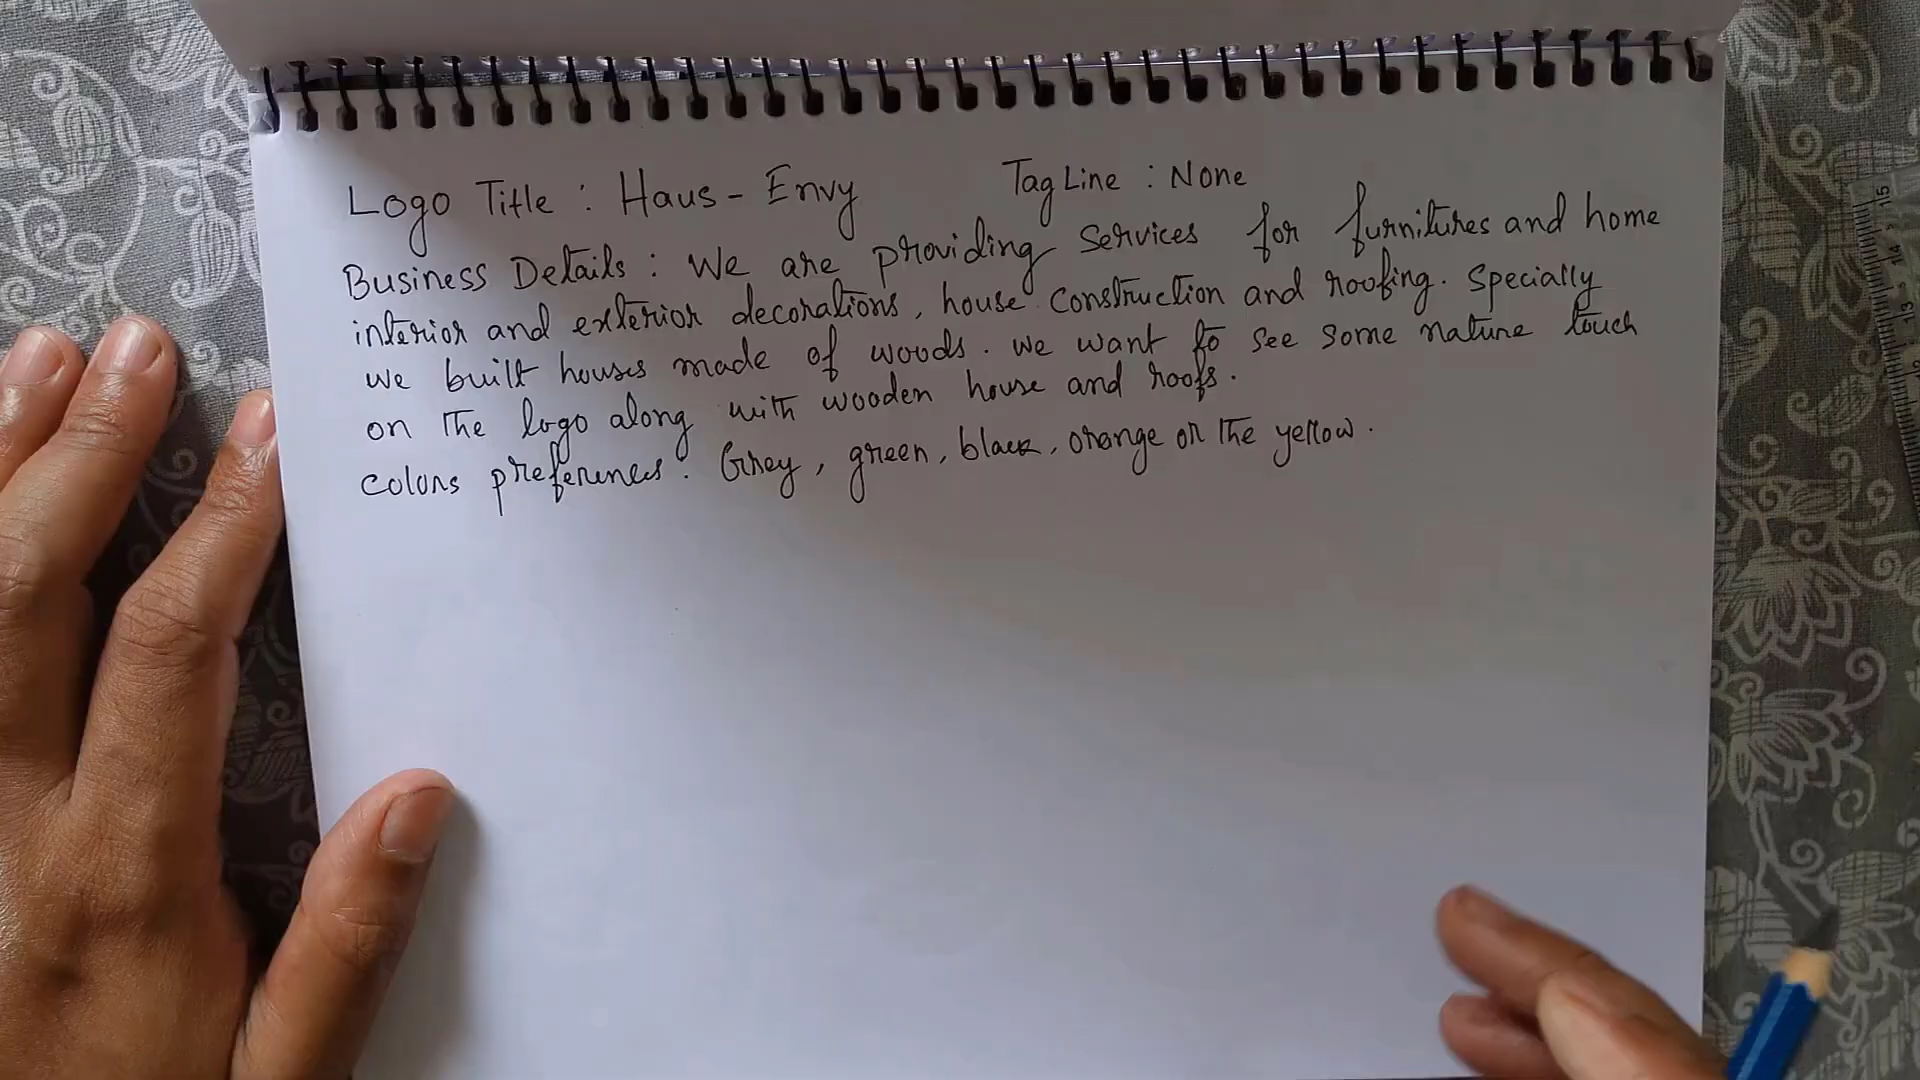 Logo Title : Haus - Envy Tag Line : None
Business Details : We are providing services for furnitures and home
interior and exterior decorations, house construction and roofing. Specially
we built houses made of woods. We want to see some nature touch
on the logo along with wooden house and roofs.
Colors preferences : Grey, green, black, orange or the yellow.
15
14
13